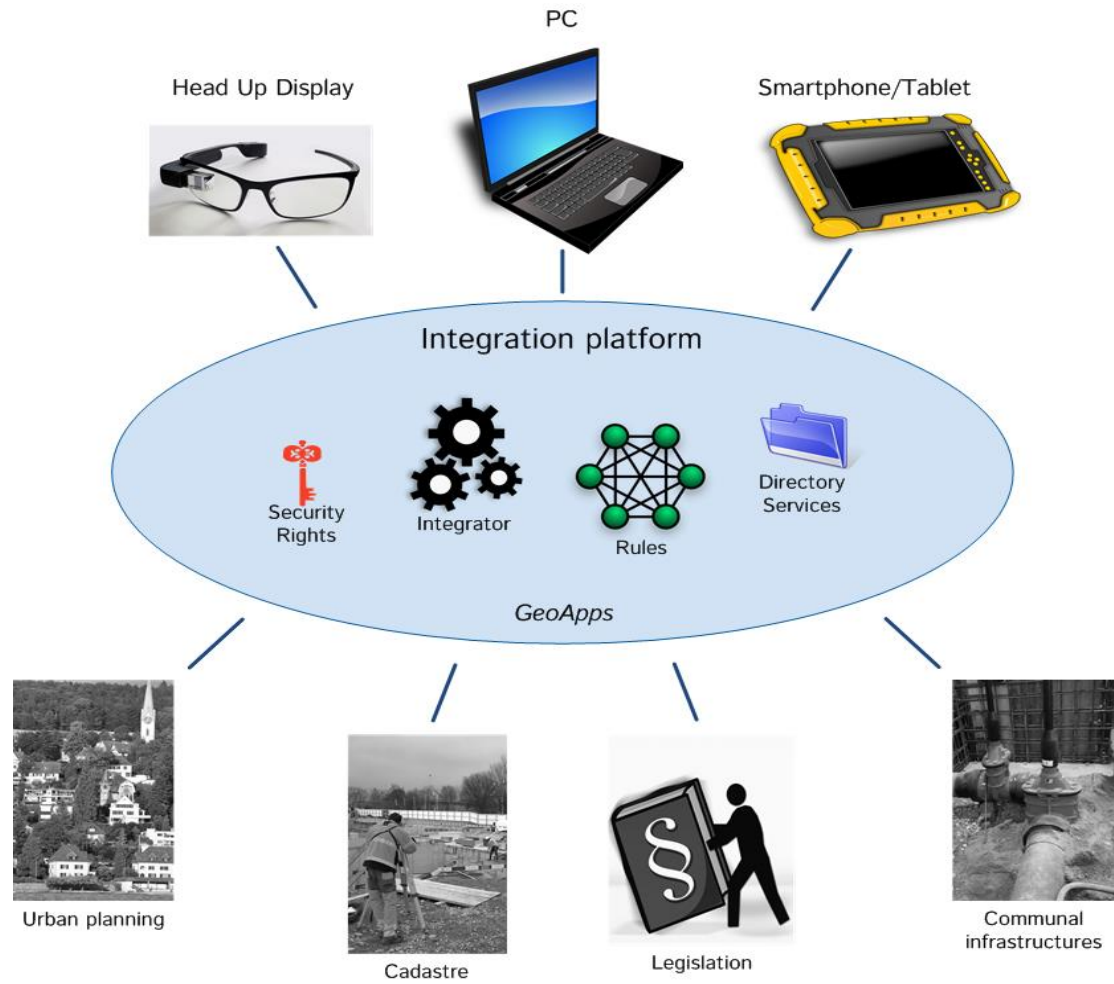 PC
Head Up Display
Smartphone/Tablet
Integration platform
Security
Rights
Integrator
Rules
Directory
Services
GeoApps
Urban planning
Cadastre
§
Legislation
Communal
infrastructures